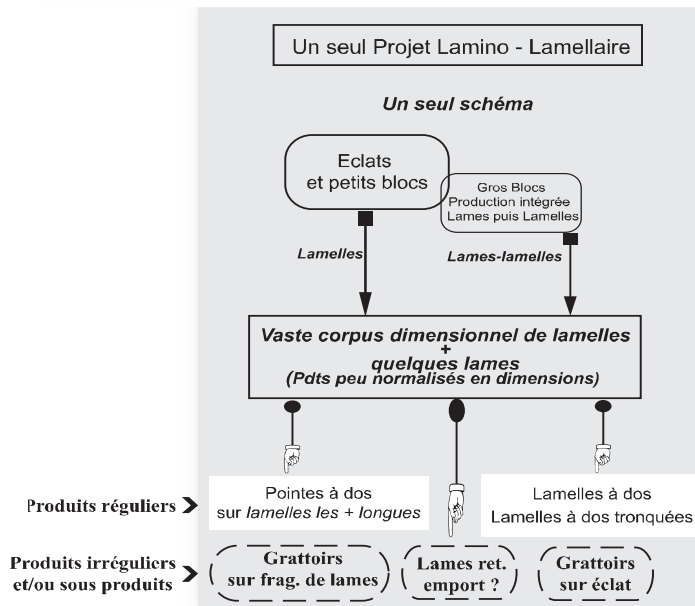 Un seul Projet Lamino - Lamellaire
Un seul schéma
Eclats
et petits blocs
Gros Blocs
Production intégrée
Lames puis Lamelles
Lamelles
Lames-lamelles
Vaste corpus dimensionnel de lamelles
+
quelques lames
(Pdts peu normalisés en dimensions)
Produits réguliers
Pointes à dos
sur lamelles les + longues
Lamelles à dos
Lamelles à dos tronquées
Produits irréguliers
et/ou sous produits
Grattoirs
sur frag. de lames
Lames ret.
emport ?
Grattoirs
sur éclat